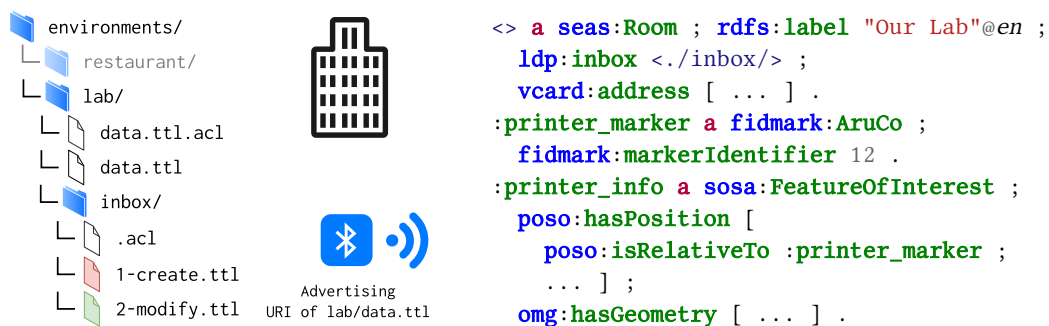 environments/
restaurant/
lab/
data.ttl.acl
data.ttl
inbox/
.acl
1-create.ttl
2-modify.ttl
Advertising
URI of lab/data.ttl
<> a seas:Room ; rdfs:label "Our Lab"@en ;
ldp:inbox <./inbox/> ;
vcard:address [ ... ] .
:printer_marker a fidmark:AruCo ;
fidmark:markerIdentifier 12 .
:printer_info a sosa:FeatureOfInterest ;
poso:hasPosition [
poso:isRelativeTo :printer_marker ;
... ] ;
omg:hasGeometry [ ... ] .